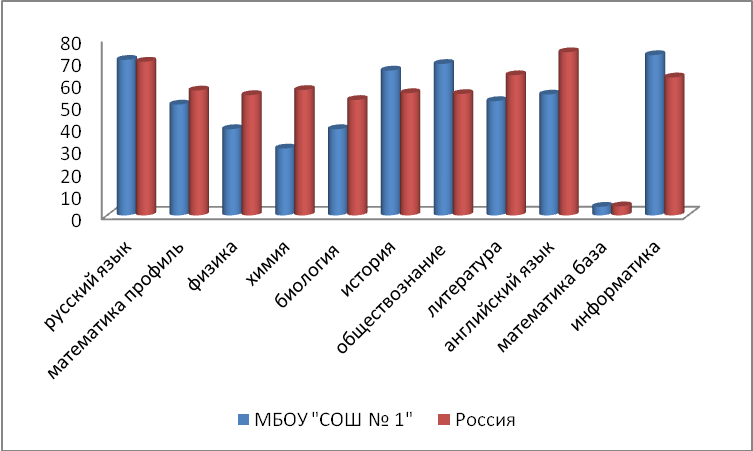 80
70
60
50
40
30
20
10
0
русский язык
математика профиль
физика
химия
биология
история
обществознание
литература
английский язык
математика база
информатика
МБОУ "СОШ № 1"
Россия